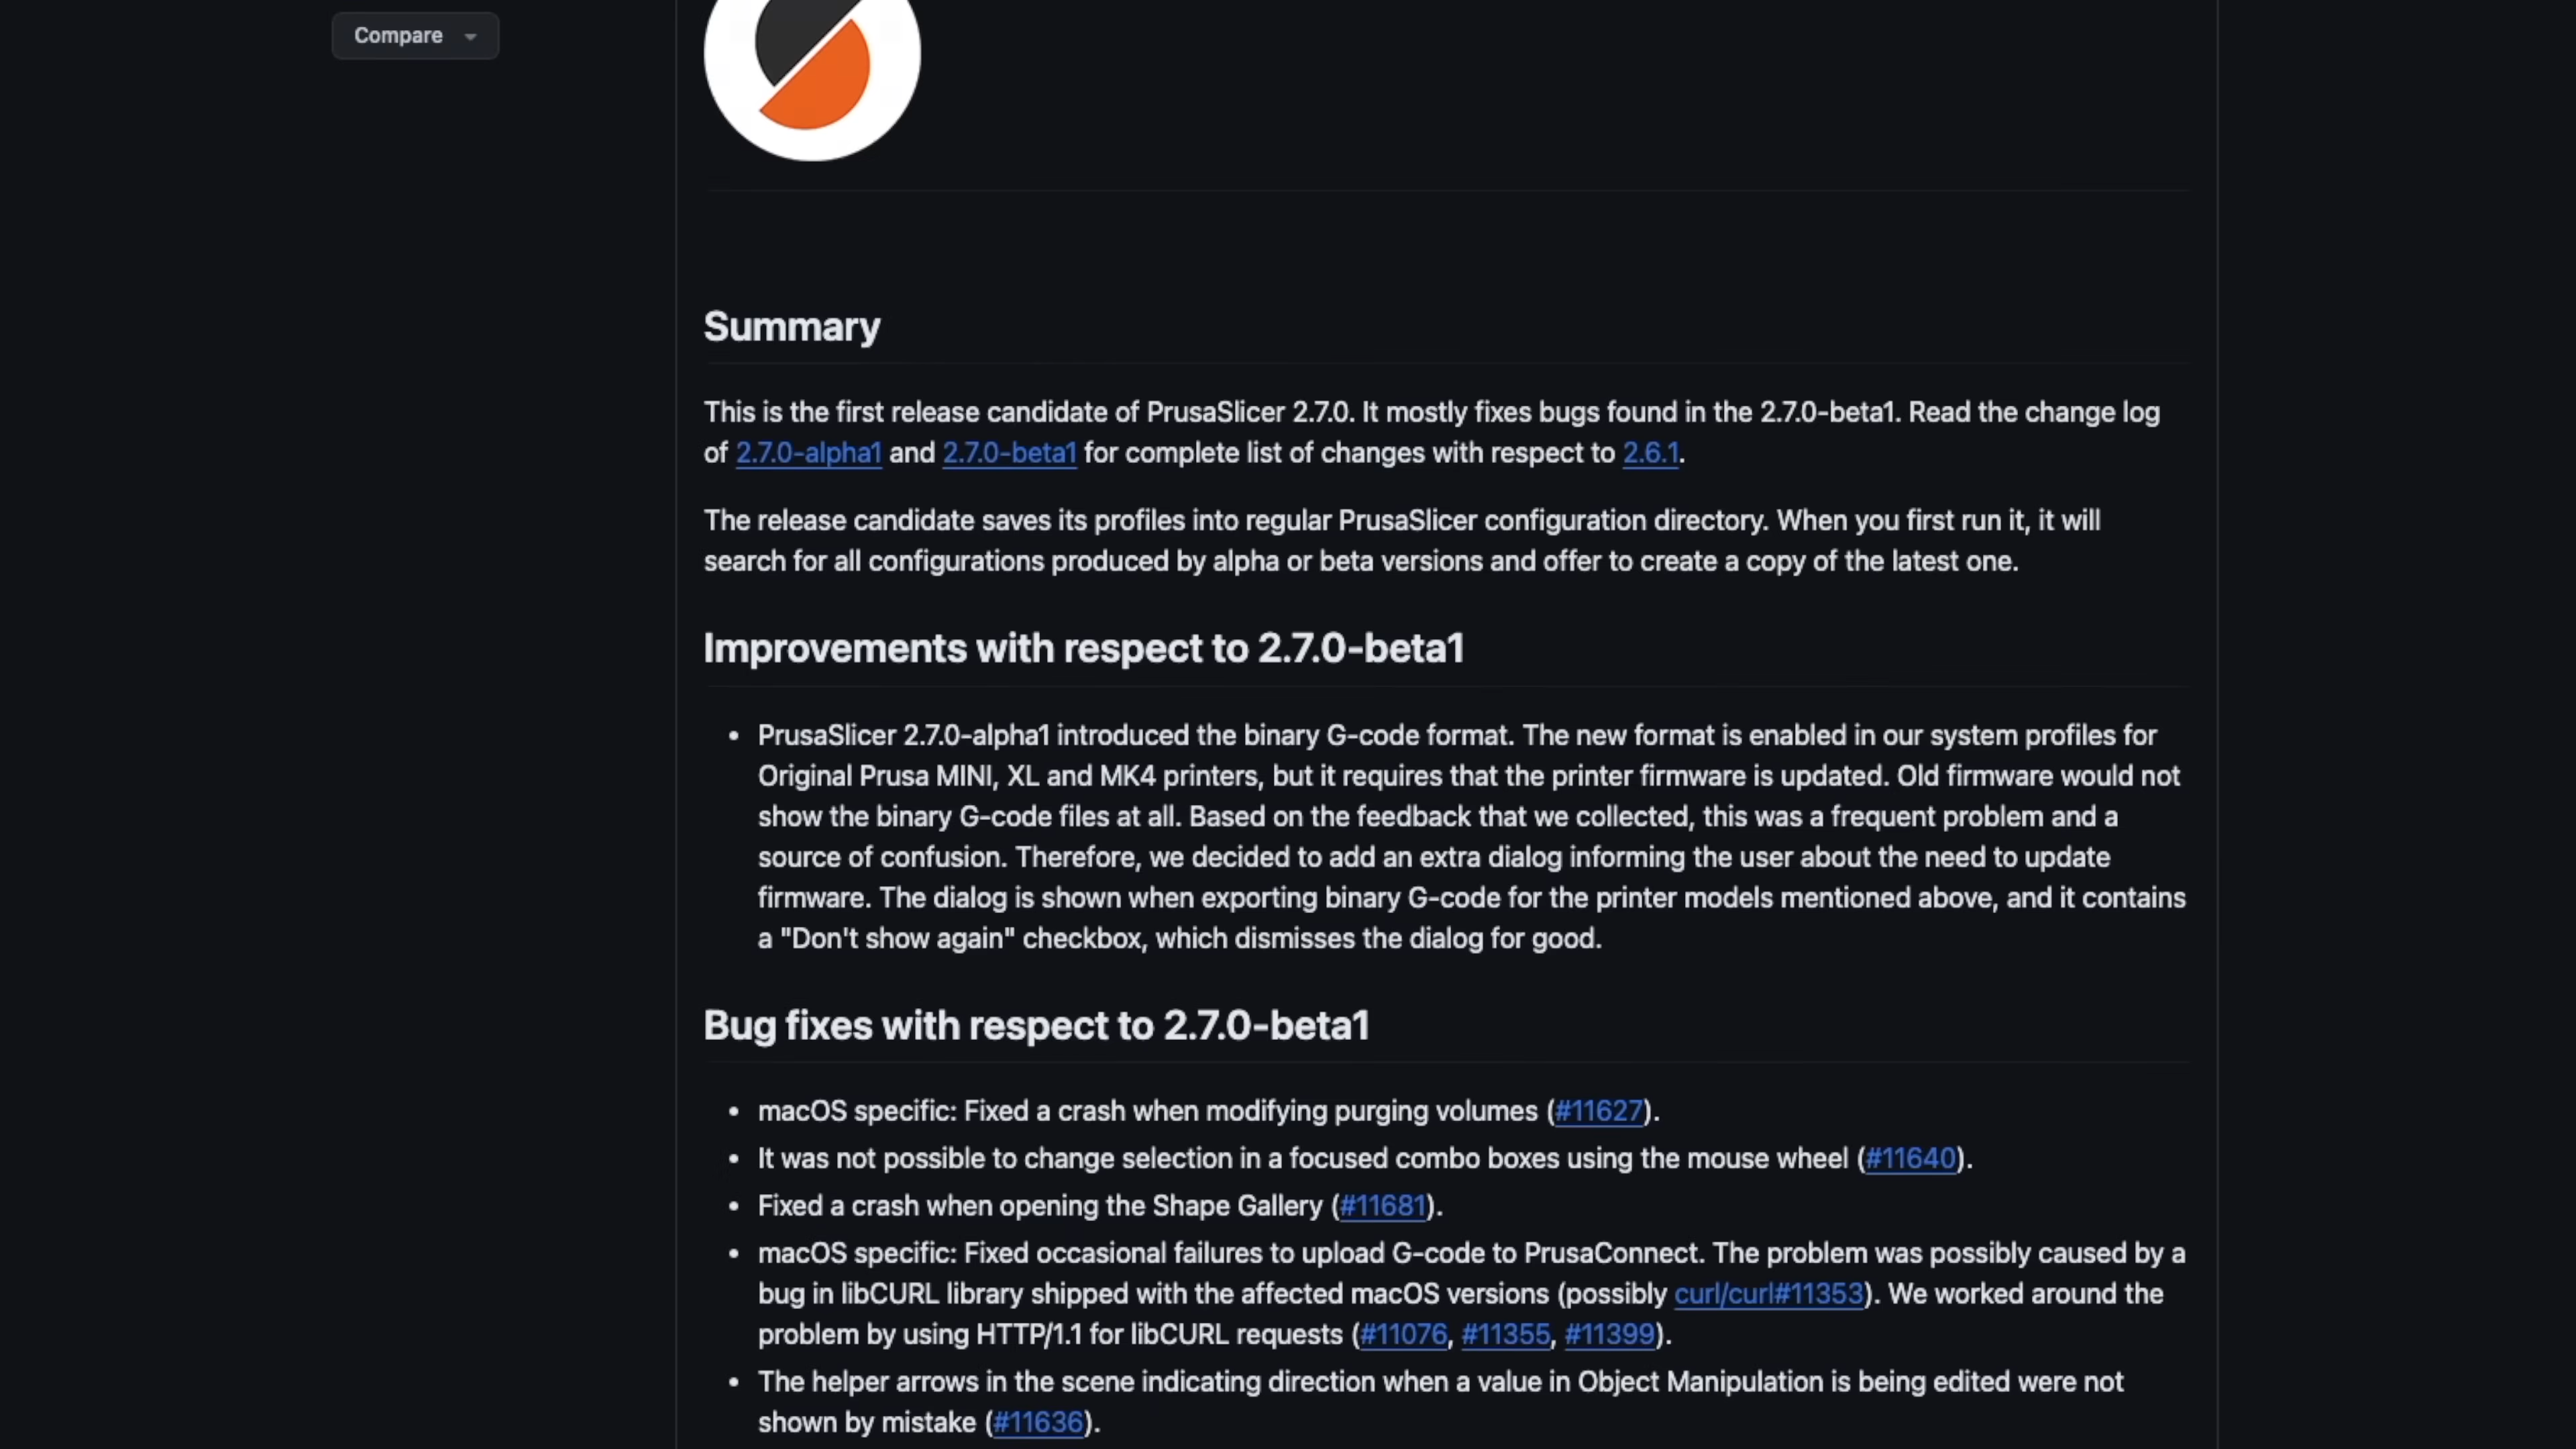 Compare
Summary
This is the first release candidate of PrusaSlicer 2.7.0. It mostly fixes bugs found in the 2.7.0-beta1. Read the change log
of 2.7.0-alpha1 and 2.7.0-beta1 for complete list of changes with respect to 2.6.1.
The release candidate saves its profiles into regular PrusaSlicer configuration directory. When you first run it, it will
search for all configurations produced by alpha or beta versions and offer to create a copy of the latest one.
Improvements with respect to 2.7.0-beta1
• PrusaSlicer 2.7.0-alpha1 introduced the binary G-code format. The new format is enabled in our system profiles for
Original Prusa MINI, XL and MK4 printers, but it requires that the printer firmware is updated. Old firmware would not
show the binary G-code files at all. Based on the feedback that we collected, this was a frequent problem and a
source of confusion. Therefore, we decided to add an extra dialog informing the user about the need to update
firmware. The dialog is shown when exporting binary G-code for the printer models mentioned above, and it contains
a "Don't show again" checkbox, which dismisses the dialog for good.
Bug fixes with respect to 2.7.0-beta1
• macOS specific: Fixed a crash when modifying purging volumes (#11627).
• It was not possible to change selection in a focused combo boxes using the mouse wheel (#11640).
• Fixed a crash when opening the Shape Gallery (#11681).
• macOS specific: Fixed occasional failures to upload G-code to PrusaConnect. The problem was possibly caused by a
bug in libCURL library shipped with the affected macOS versions (possibly curl/curl#11353). We worked around the
problem by using HTTP/1.1 for libCURL requests (#11076, #11355, #11399).
• The helper arrows in the scene indicating direction when a value in Object Manipulation is being edited were not
shown by mistake (#11636).